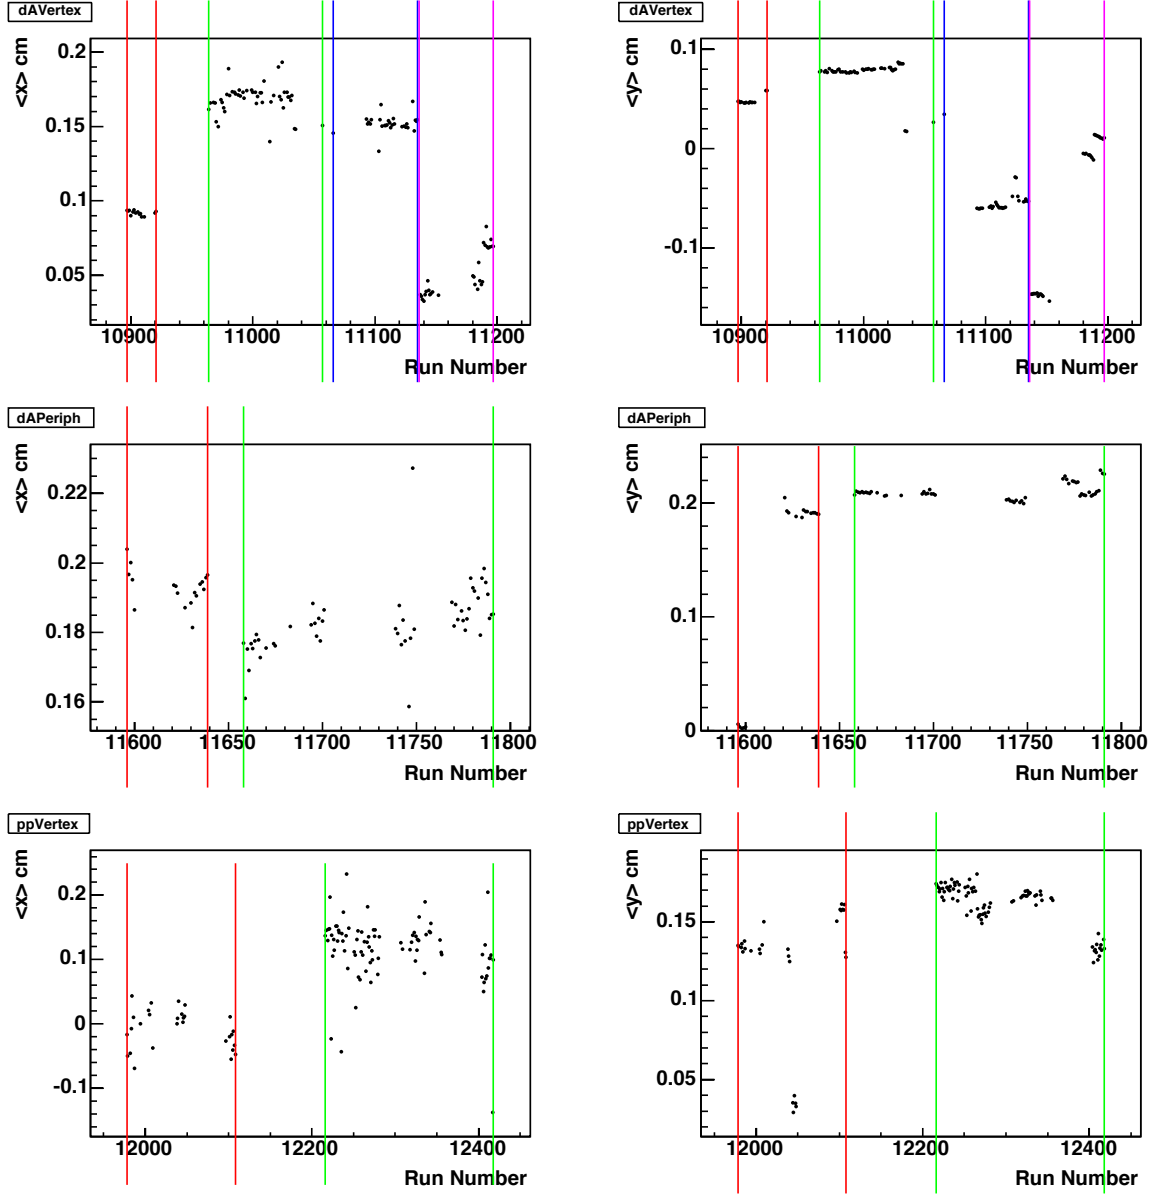 dAVertex
<x> cm
0.2
0.15
0.1
0.05
10900 11000 11100 11200
Run Number
dAVertex
<y> cm
0.1
0
-0.1
10900 11000 11100 11200
Run Number
dAPeriph
<x> cm
0.22
0.2
0.18
0.16
11600 11650 11700 11750 11800
Run Number
dAPeriph
<y> cm
0.2
0.1
0
11600 11650 11700 11750 11800
Run Number
ppVertex
<x> cm
0.2
0.1
0
-0.1
12000 12200 12400
Run Number
ppVertex
<y> cm
0.15
0.1
0.05
12000 12200 12400
Run Number